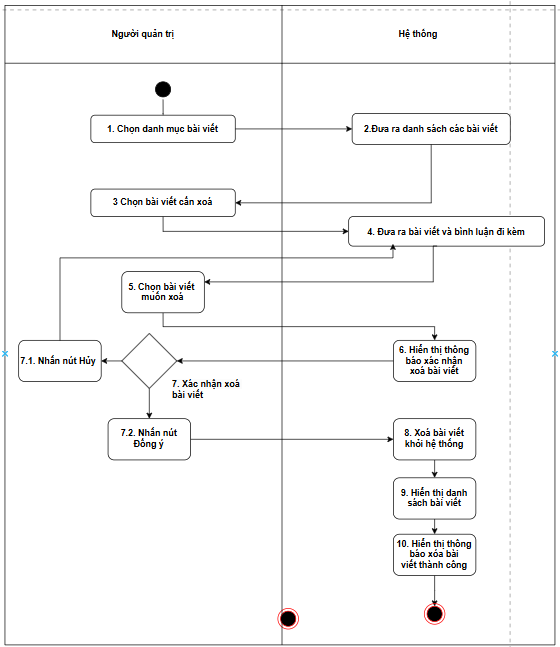 Người quản trị
Hệ thống
1. Chọn danh mục bài viết
2.Đưa ra danh sách các bài viết
3 Chọn bài viết cần xoá
4. Đưa ra bài viết và bình luận đi kèm
5. Chọn bài viết
muốn xoá
6. Hiển thị thông
báo xác nhận
xoá bài viết
7.1. Nhấn nút Hủy
7. Xác nhận xoá
bài viết
7.2. Nhấn nút
Đồng ý
8. Xoá bài viết
khỏi hệ thống
9. Hiển thị danh
sách bài viết
10. Hiển thị thông
báo xóa bài
viết thành công